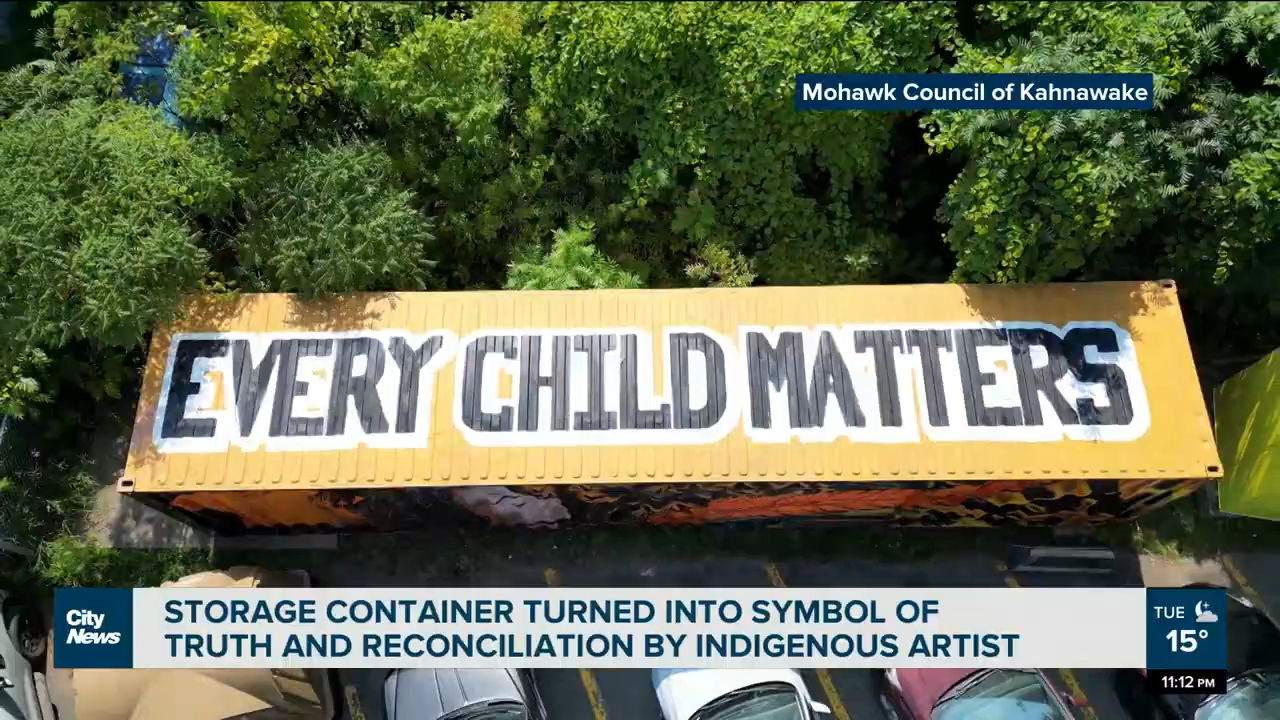 Mohawk Council of Kahnawake
EVERY CHILD MATTERS
City
News
STORAGE CONTAINER TURNED INTO SYMBOL OF
TRUTH AND RECONCILIATION BY INDIGENOUS ARTIST
TUE
15°
11:12 PM